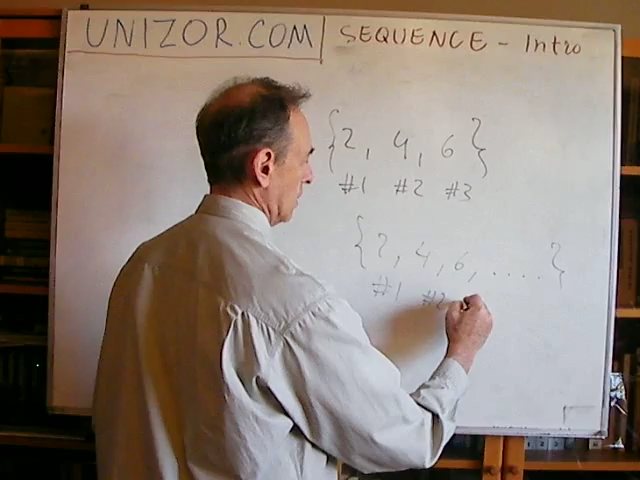 UNIZOR.COM | SEQUENCE - Intro
{2, 4, 6}
#1 #2 #3
{2, 4, 6, .....}
#1 #2